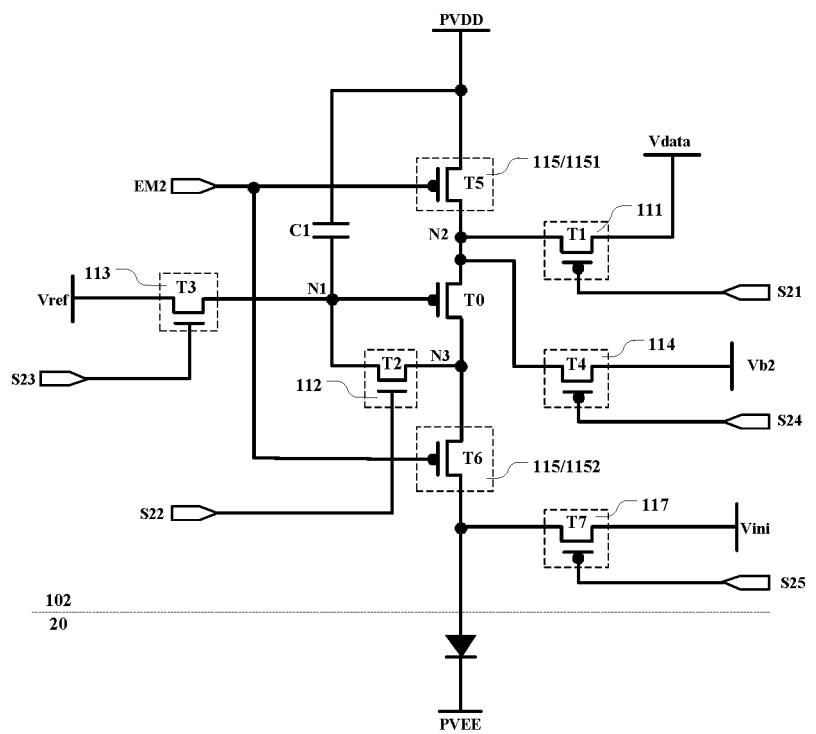 PVDD
Vdata
115/1151
EM2
T5
111
N2
T1
C1
113
T3
N1
Vref
T0
S21
T2
N3
T4
114
Vb2
S23
112
S24
T6
115/1152
S22
117
T7
Vini
S25
102
20
PVEE